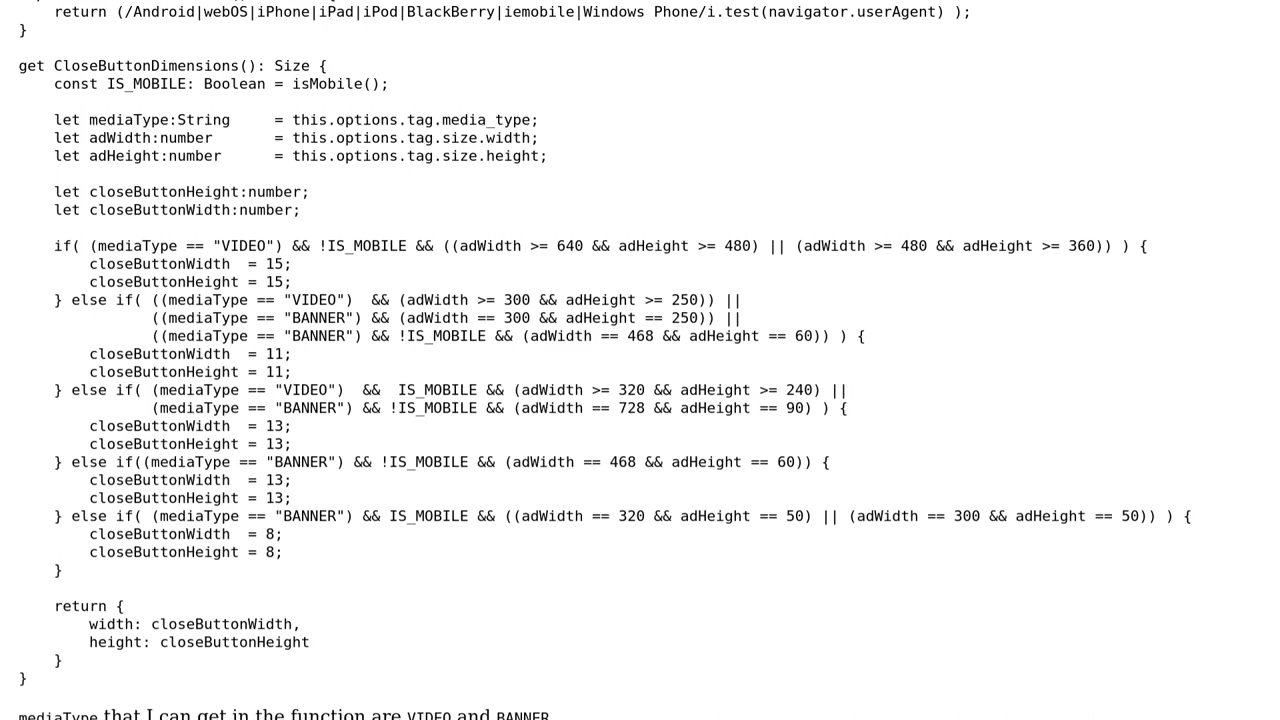 return (/Android|webOS|iPhone|iPad|iPod|BlackBerry|iemobile|Windows Phone/i.test(navigator.userAgent) );
}

get CloseButtonDimensions(): Size {
    const IS_MOBILE: Boolean = isMobile();

    let mediaType:String     = this.options.tag.media_type;
    let adWidth:number       = this.options.tag.size.width;
    let adHeight:number      = this.options.tag.size.height;

    let closeButtonHeight:number;
    let closeButtonWidth:number;

    if( (mediaType == "VIDEO") && !IS_MOBILE && ((adWidth >= 640 && adHeight >= 480) || (adWidth >= 480 && adHeight >= 360)) ) {
        closeButtonWidth  = 15;
        closeButtonHeight = 15;
    } else if( ((mediaType == "VIDEO")  && (adWidth >= 300 && adHeight >= 250)) ||
               ((mediaType == "BANNER") && (adWidth == 300 && adHeight == 250)) ||
               ((mediaType == "BANNER") && !IS_MOBILE && (adWidth == 468 && adHeight == 60)) ) {
        closeButtonWidth  = 11;
        closeButtonHeight = 11;
    } else if( (mediaType == "VIDEO")  &&  IS_MOBILE && (adWidth >= 320 && adHeight >= 240) ||
               (mediaType == "BANNER") && !IS_MOBILE && (adWidth == 728 && adHeight == 90) ) {
        closeButtonWidth  = 13;
        closeButtonHeight = 13;
    } else if((mediaType == "BANNER") && !IS_MOBILE && (adWidth == 468 && adHeight == 60)) {
        closeButtonWidth  = 13;
        closeButtonHeight = 13;
    } else if( (mediaType == "BANNER") && IS_MOBILE && ((adWidth == 320 && adHeight == 50) || (adWidth == 300 && adHeight == 50)) ) {
        closeButtonWidth  = 8;
        closeButtonHeight = 8;
    }

    return {
        width: closeButtonWidth,
        height: closeButtonHeight
    }
}

mediaType that I can get in the function are VIDEO and BANNER